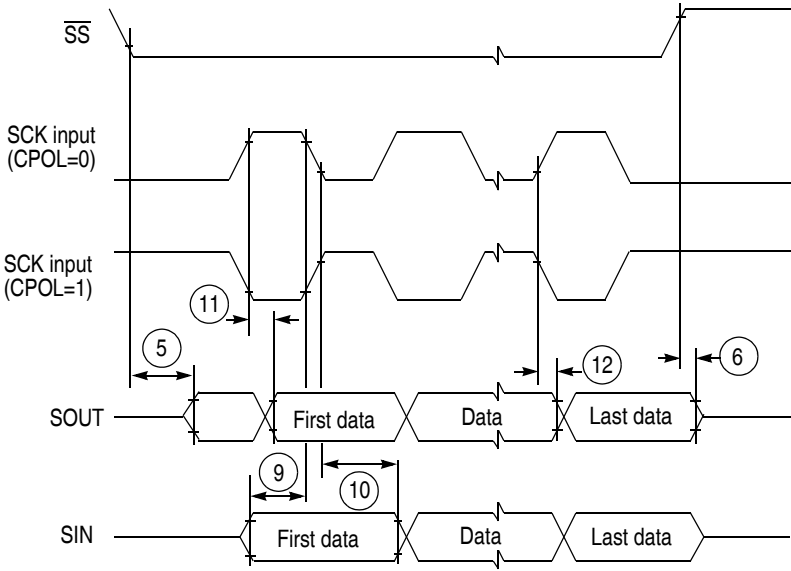 S̅S̅
SCK input
(CPOL=0)
SCK input
(CPOL=1)
11
5
12
6
SOUT
First data
Data
Last data
9
10
SIN
First data
Data
Last data